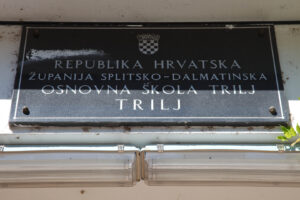 REPUBLIKA HRVATSKA
ŽUPANIJA SPLITSKO-DALMATINSKA
OSNOVNA ŠKOLA TRILJ
TRILJ